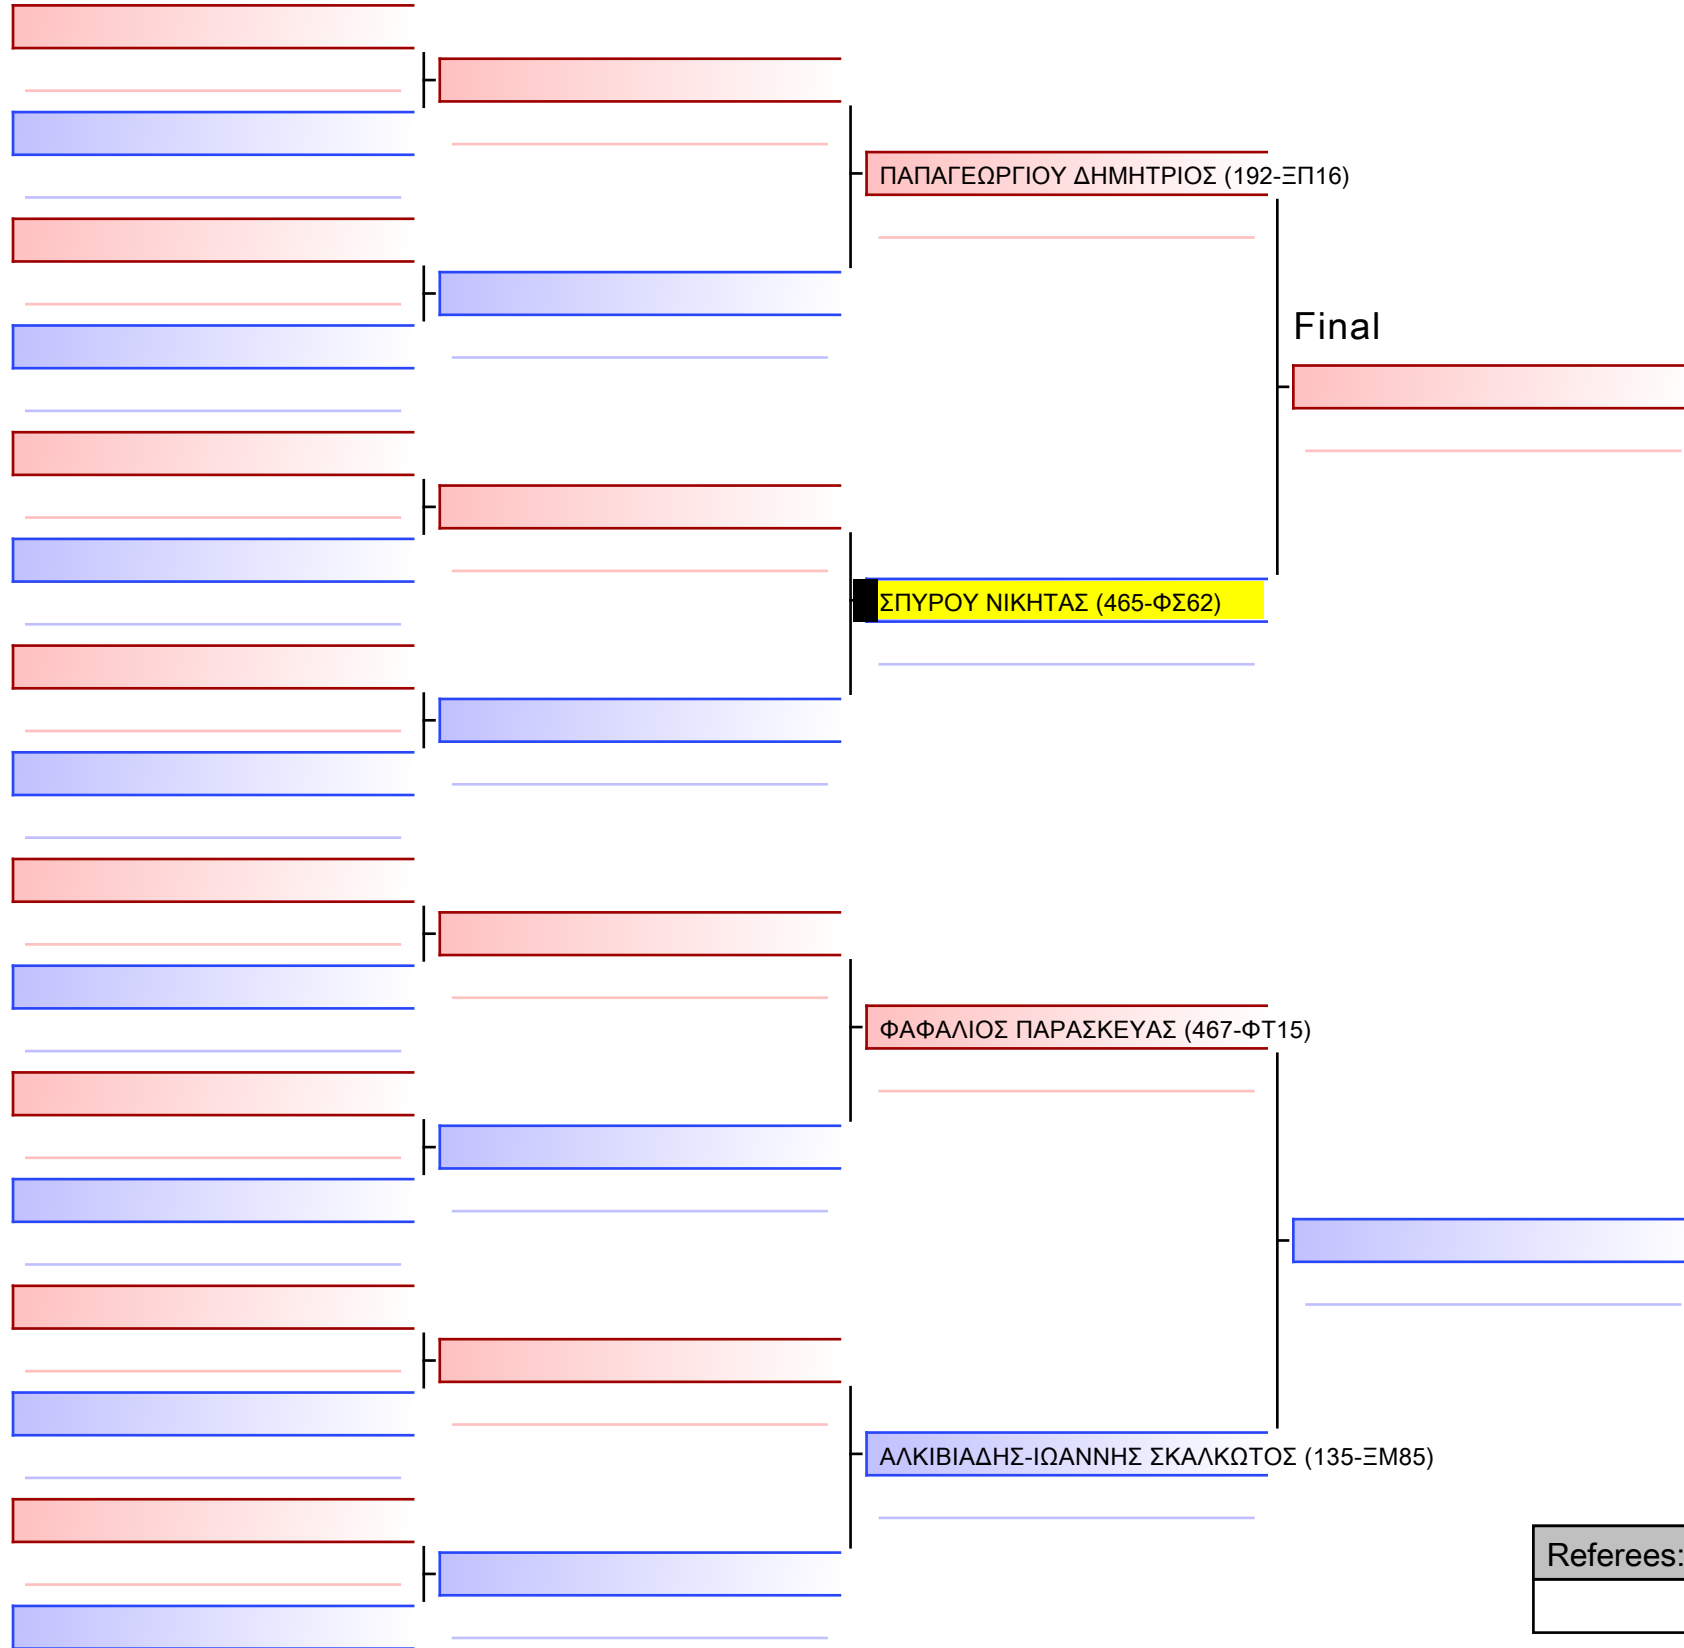 ΠΑΠΑΓΕΩΡΓΙΟΥ ΔΗΜΗΤΡΙΟΣ (192-ΞΠ16)
Final
ΣΠΥΡΟΥ ΝΙΚΗΤΑΣ (465-ΦΣ62)
ΦΑΦΑΛΙΟΣ ΠΑΡΑΣΚΕΥΑΣ (467-ΦΤ15)
ΑΛΚΙΒΙΑΔΗΣ-ΙΩΑΝΝΗΣ ΣΚΑΛΚΩΤΟΣ (135-ΞΜ85)
Referees: